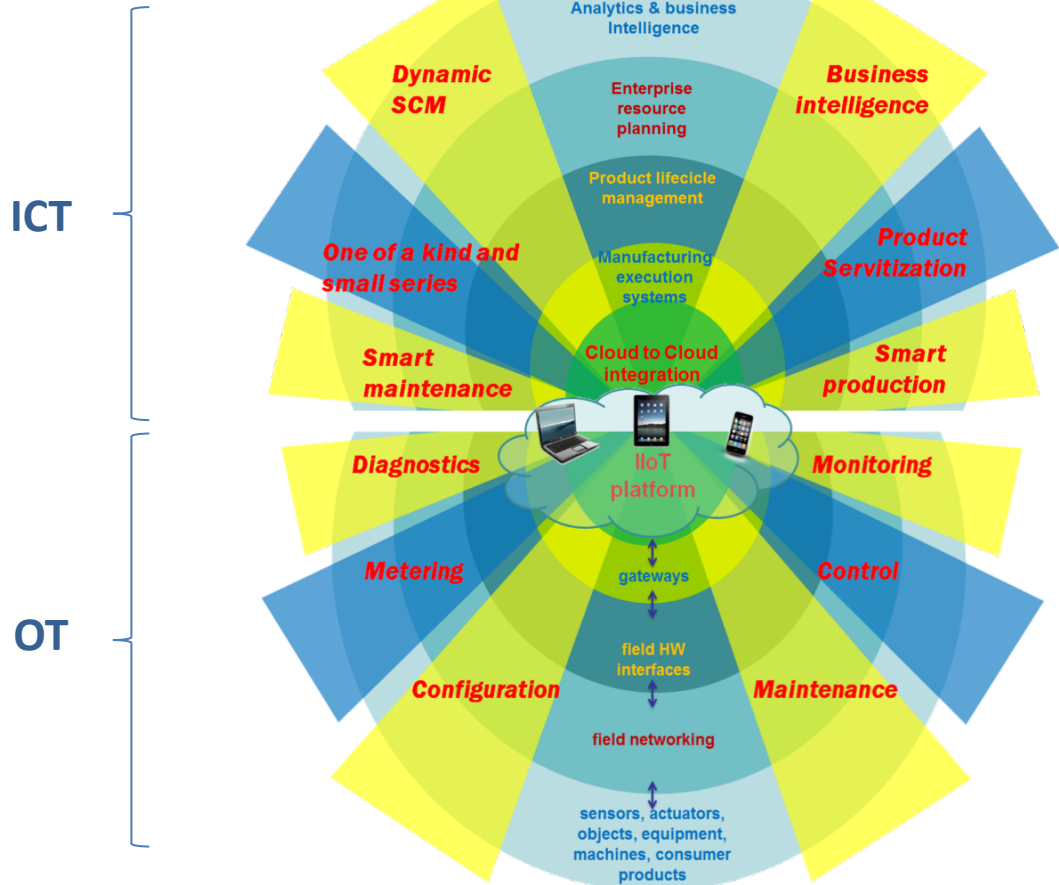 Analytics & business
Intelligence
Dynamic
SCM
Business
intelligence
Enterprise
resource
planning
Product lifecicle
management
ICT
One of a kind and
small series
Manufacturing
execution
systems
Product
Servitization
Smart
maintenance
Cloud to Cloud
integration
Smart
production
Diagnostics
IIoT
platform
Monitoring
Metering
gateways
Control
OT
field HW
interfaces
Configuration
Maintenance
field networking
sensors, actuators,
objects, equipment,
machines, consumer
products